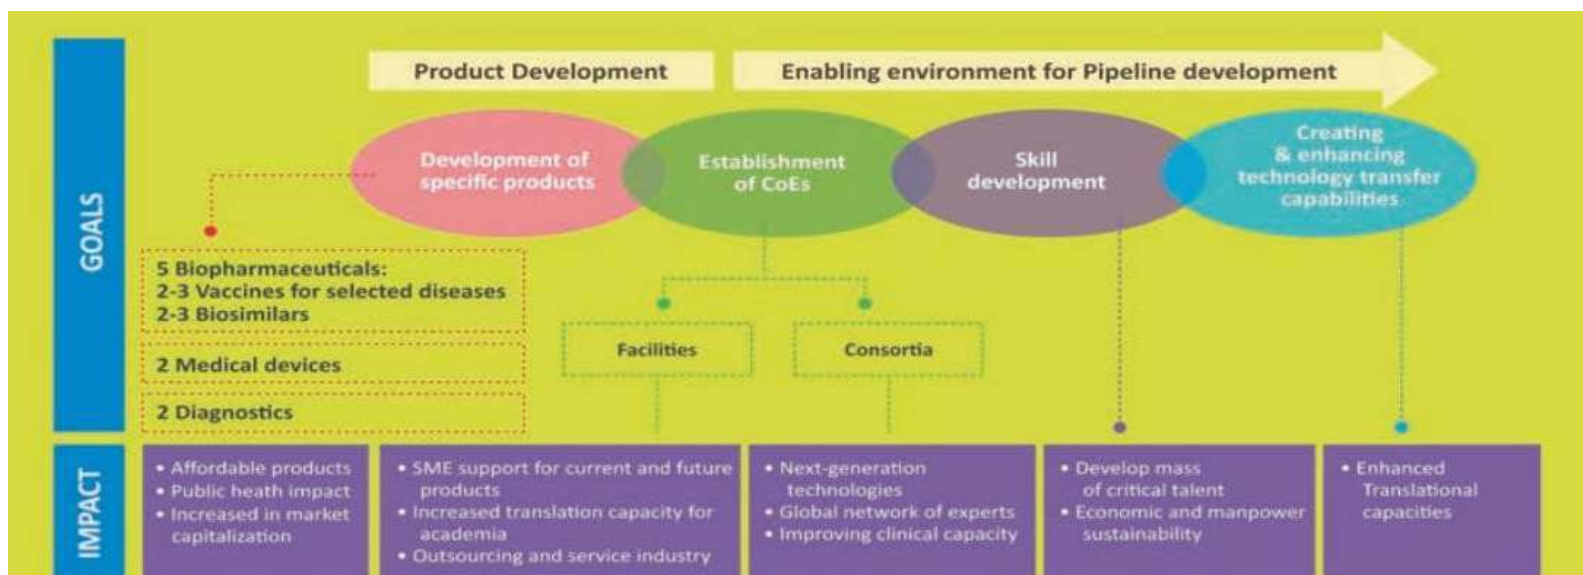 GOALS
Product Development
Enabling environment for Pipeline development
Development of
specific products
Establishment
of CoEs
Skill
development
Creating
& enhancing
technology transfer
capabilities
5 Biopharmaceuticals:
2-3 Vaccines for selected diseases
2-3 Biosimilars
2 Medical devices
2 Diagnostics
Facilities
Consortia
IMPACT
• Affordable products
• Public heath impact
• Increased in market
capitalization
• SME support for current and future
products
• Increased translation capacity for
academia
• Outsourcing and service industry
• Next-generation
technologies
• Global network of experts
• Improving clinical capacity
• Develop mass
of critical talent
• Economic and manpower
sustainability
• Enhanced
Translational
capacities